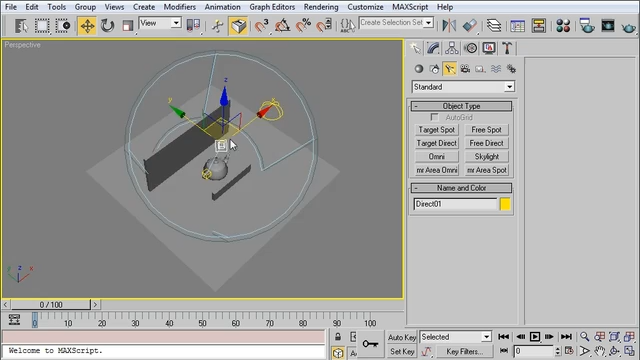 File Edit Tools Group Views Create Modifiers Animation Graph Editors Rendering Customize MAXScript Help
View
3
Create Selection Set
Perspective
z
y
x
Standard
Object Type
AutoGrid
Target Spot Free Spot
Target Direct Free Direct
Omni Skylight
mr Area Omni mr Area Spot
Name and Color
Direct01
z
y x
0 / 100
0 10 20 30 40 50 60 70 80 90 100
Welcome to MAXScript.
Auto Key Selected
Set Key Key Filters...
0